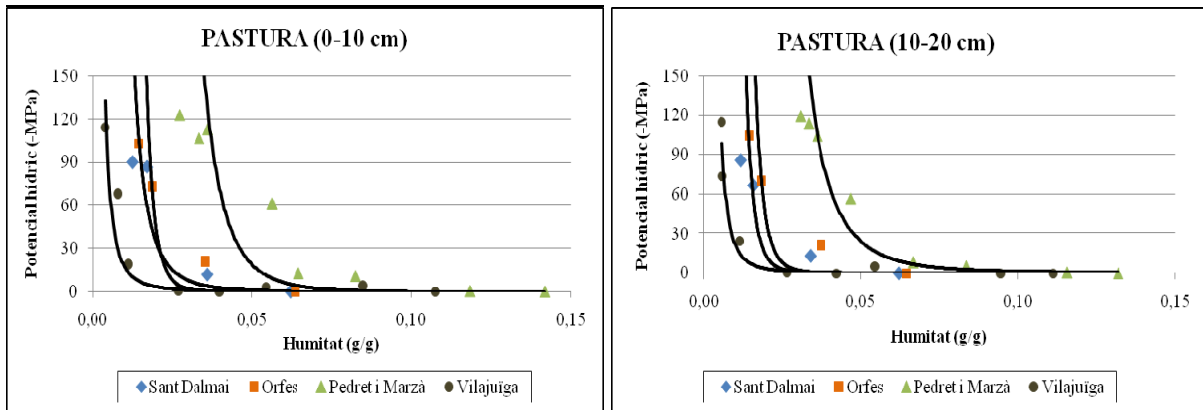 PASTURA (0-10 cm)
Potencial hídric (-MPa)
150
120
90
60
30
0
0,00 0,05 0,10 0,15
Humitat (g/g)
Sant Dalmai Orfes Pedret i Marzà Vilajuïga
PASTURA (10-20 cm)
Potencial hídric (-MPa)
150
120
90
60
30
0
0,00 0,05 0,10 0,15
Humitat (g/g)
Sant Dalmai Orfes Pedret i Marzà Vilajuïga